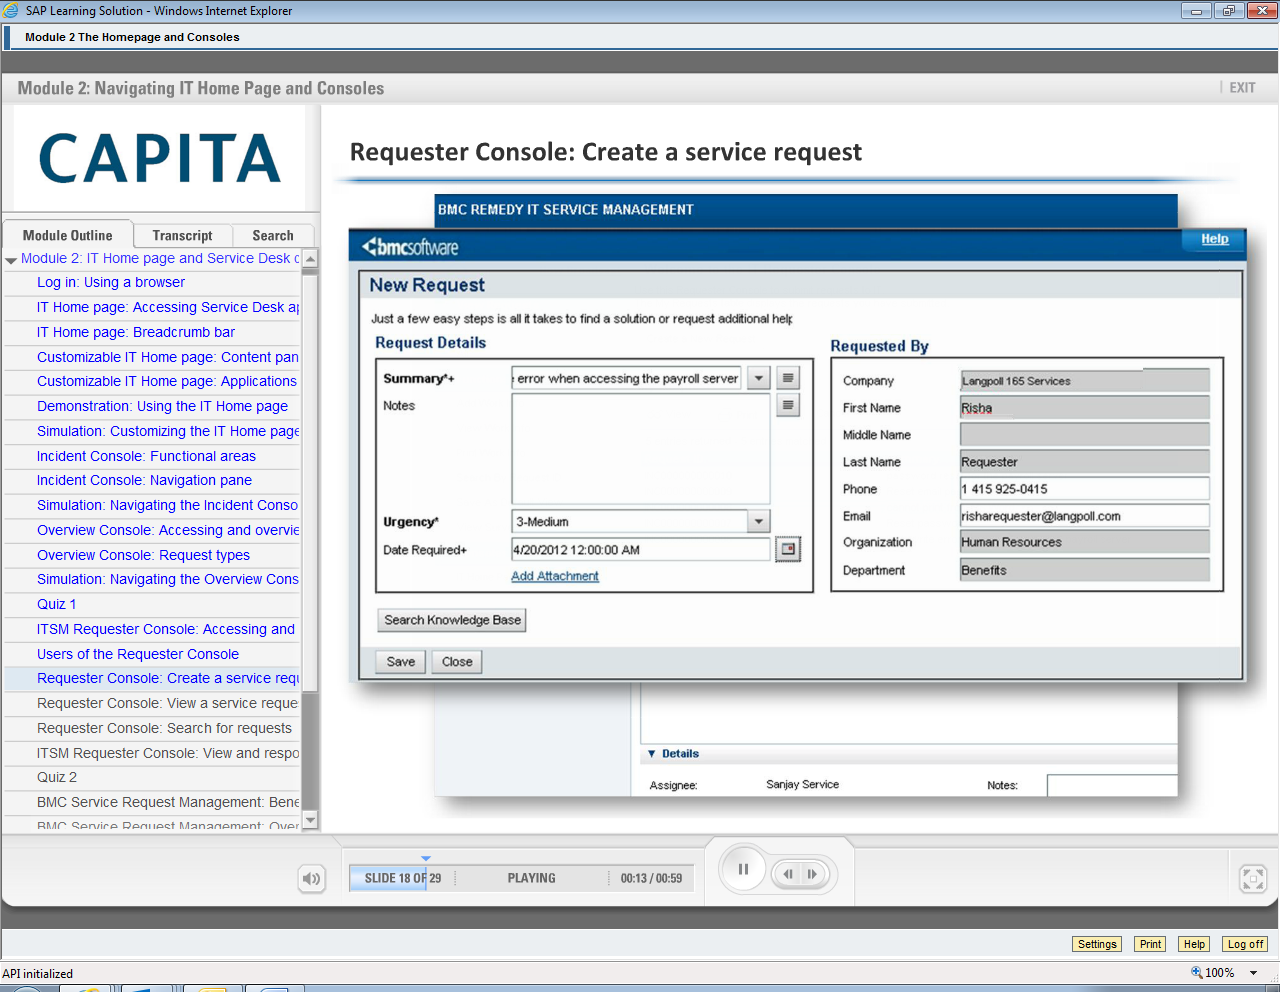 SAP Learning Solution - Windows Internet Explorer
Module 2 The Homepage and Consoles
Module 2: Navigating IT Home Page and Consoles
EXIT
CAPITA
Module Outline
Transcript
Search
Module 2: IT Home page and Service Desk c
Log in: Using a browser
IT Home page: Accessing Service Desk ap
IT Home page: Breadcrumb bar
Customizable IT Home page: Content pan
Customizable IT Home page: Applications
Demonstration: Using the IT Home page
Simulation: Customizing the IT Home page
Incident Console: Functional areas
Incident Console: Navigation pane
Simulation: Navigating the Incident Conso
Overview Console: Accessing and overvie
Overview Console: Request types
Simulation: Navigating the Overview Cons
Quiz 1
ITSM Requester Console: Accessing and
Users of the Requester Console
Requester Console: Create a service requ
Requester Console: View a service reque
Requester Console: Search for requests
ITSM Requester Console: View and respo
Quiz 2
BMC Service Request Management: Bene
BMC Service Request Management: Over
Requester Console: Create a service request
BMC REMEDY IT SERVICE MANAGEMENT
bmcsoftware
Help
New Request
Just a few easy steps is all it takes to find a solution or request additional help
Request Details
Summary*+
: error when accessing the payroll server
Notes
Urgency*
3-Medium
Date Required+
4/20/2012 12:00:00 AM
Add Attachment
Search Knowledge Base
Save
Close
Requested By
Company
Langpoll 165 Services
First Name
Risha
Middle Name
Last Name
Requester
Phone
1 415 925-0415
Email
risharequester@langpoll.com
Organization
Human Resources
Department
Benefits
Details
Assignee:
Sanjay Service
Notes:
SLIDE 18 OF 29
PLAYING
00:13 / 00:59
Settings
Print
Help
Log off
API initialized
100%